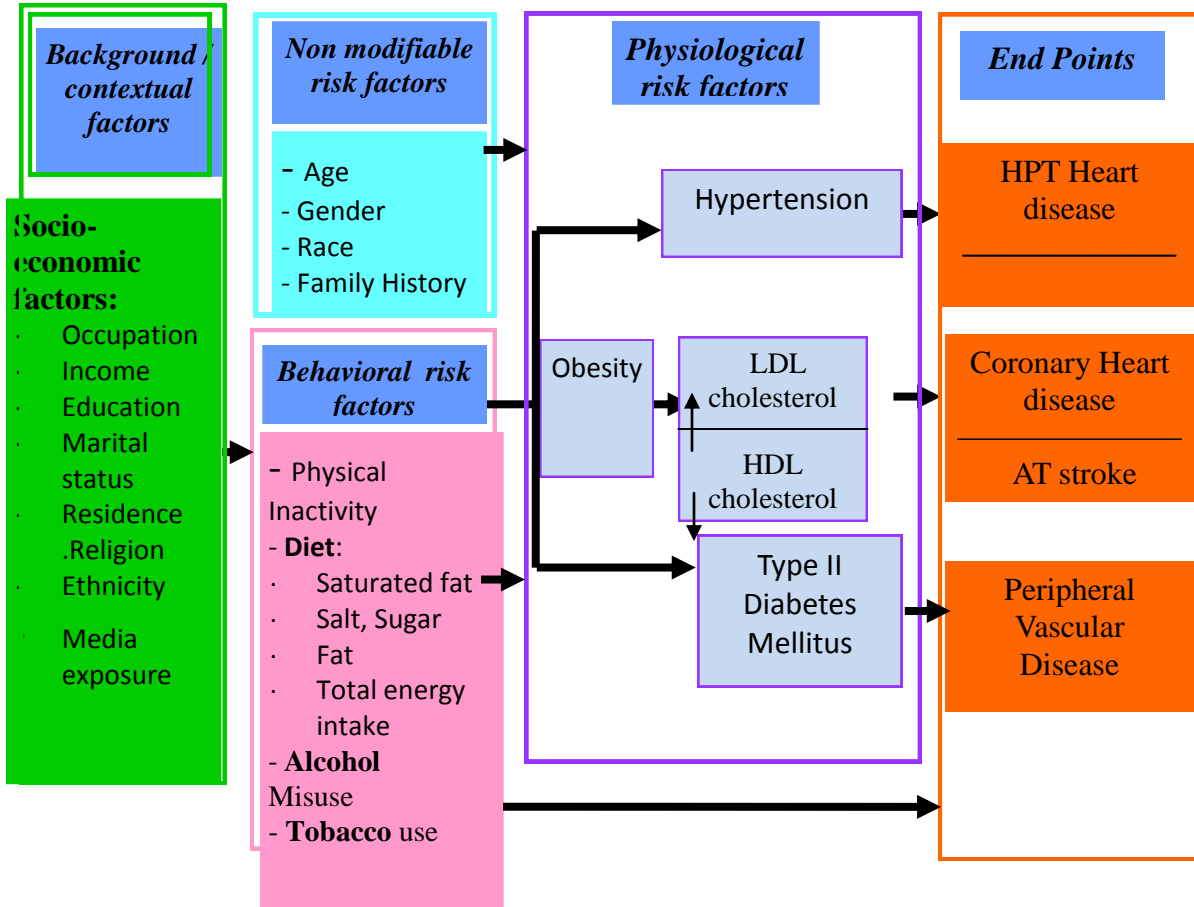 Background /
contextual
factors
Socio-
economic
factors:
· Occupation
· Income
· Education
· Marital
status
· Residence
.Religion
· Ethnicity
· Media
exposure
Non modifiable
risk factors
- Age
- Gender
- Race
- Family History
Behavioral risk
factors
- Physical
Inactivity
- Diet:
· Saturated fat
· Salt, Sugar
· Fat
· Total energy
intake
- Alcohol
Misuse
- Tobacco use
Physiological
risk factors
Hypertension
Obesity
LDL
cholesterol
HDL
cholesterol
Type II
Diabetes
Mellitus
End Points
HPT Heart
disease
Coronary Heart
disease
AT stroke
Peripheral
Vascular
Disease